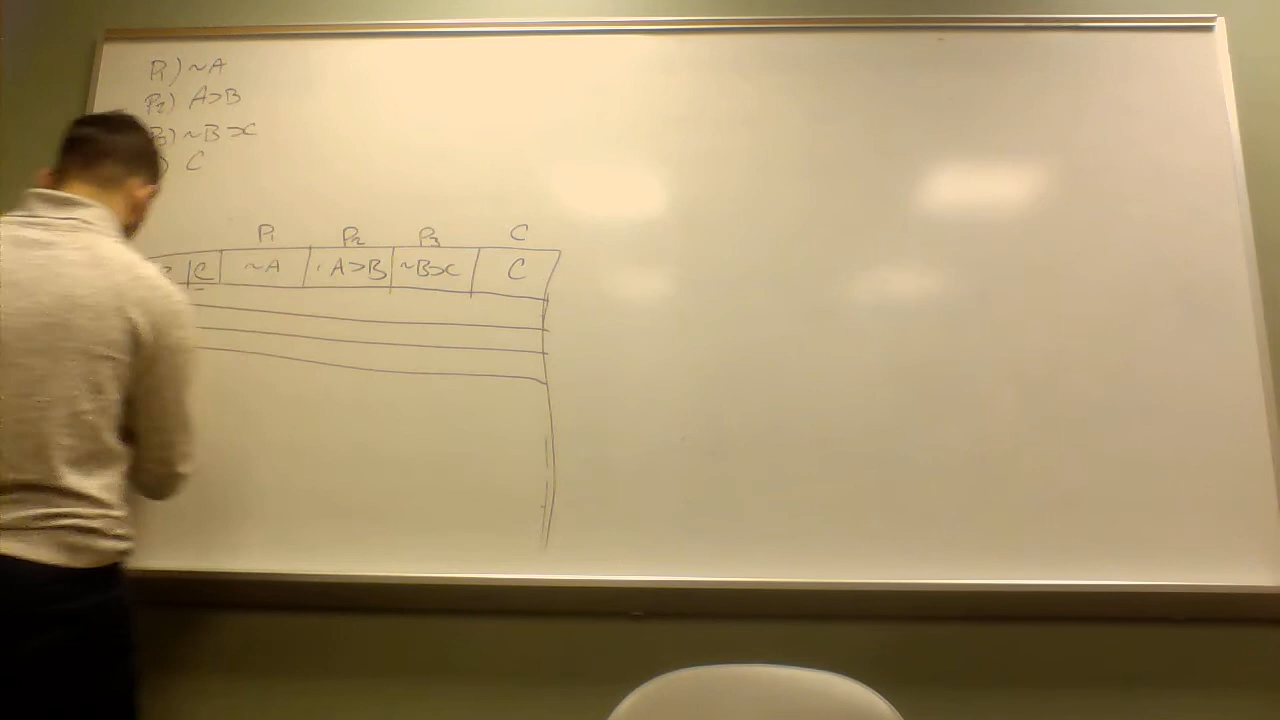 P1) ~A
P2) A>B
P3) ~B>C
) C
P1 P2 P3 C
C ~A A>B ~B>C C